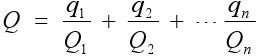 Q = q₁/Q₁ + q₂/Q₂ + ⋯ qₙ/Qₙ